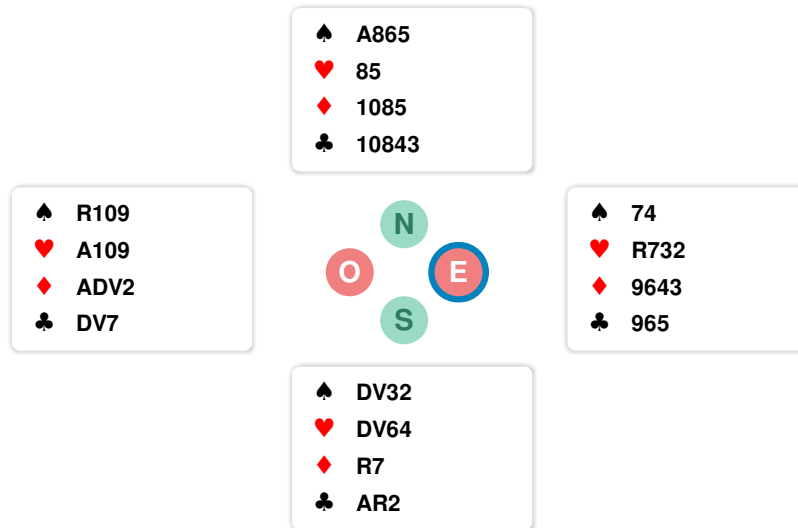 ♠ A865
♥ 85
♦ 1085
♣ 10843
♠ R109
♥ A109
♦ ADV2
♣ DV7
N
O E
S
♠ 74
♥ R732
♦ 9643
♣ 965
♠ DV32
♥ DV64
♦ R7
♣ AR2